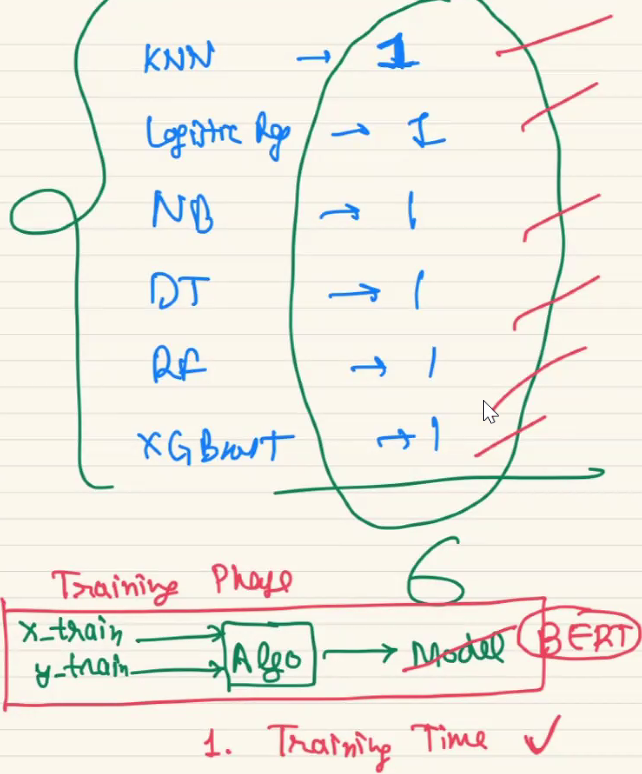 KNN → 1
Logistic Reg → 1
NB → 1
DT → 1
RF → 1
XGBoost → 1
6
Training Phase
x_train
y_train
Algo → Model BERT
1. Training Time ✓